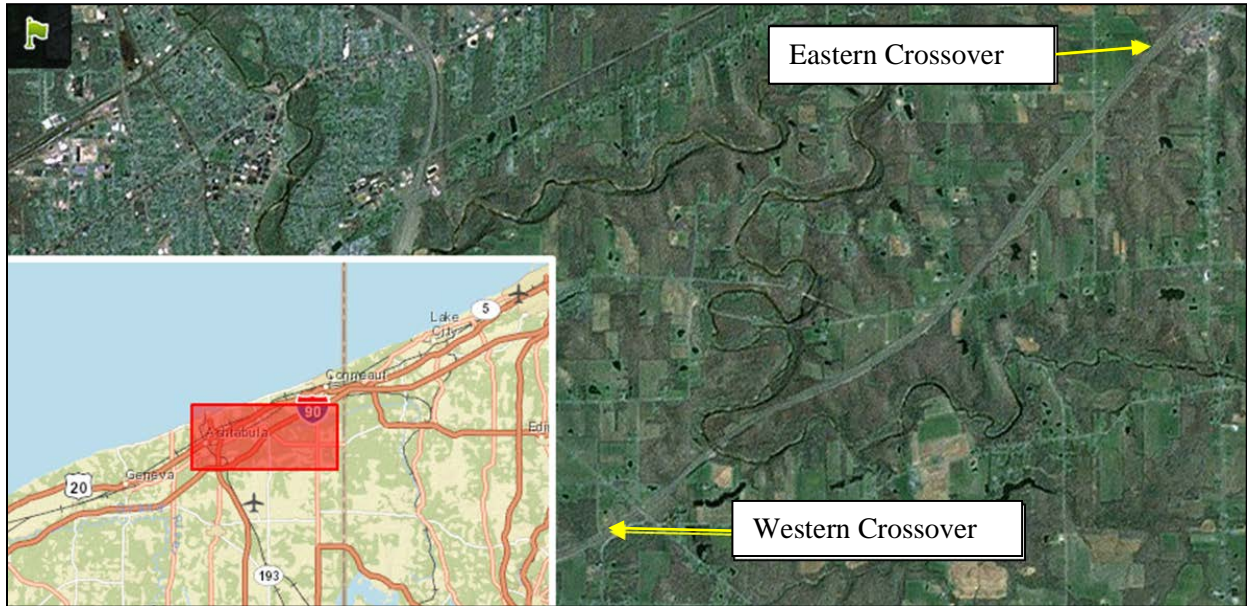 Eastern Crossover
Western Crossover
Lake
City
5
Conneaut
90
Ashtabula
Geneva
20
193